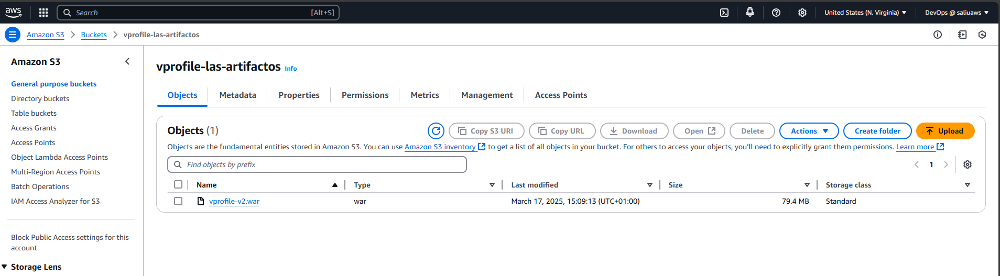 aws Search [Alt+S] United States (N. Virginia) DevOps @ saliuaws
Amazon S3 Buckets vprofile-las-artifactos
Amazon S3
General purpose buckets
Directory buckets
Table buckets
Access Grants
Access Points
Object Lambda Access Points
Multi-Region Access Points
Batch Operations
IAM Access Analyzer for S3
Block Public Access settings for this
account
Storage Lens
vprofile-las-artifactos Info
Objects Metadata Properties Permissions Metrics Management Access Points
Objects (1) Copy S3 URI Copy URL Download Open Delete Actions Create folder Upload
Objects are the fundamental entities stored in Amazon S3. You can use Amazon S3 inventory to get a list of all objects in your bucket. For others to access your objects, you'll need to explicitly grant them permissions. Learn more
Find objects by prefix 1
Name Type Last modified Size Storage class
vprofile-v2.war war March 17, 2025, 15:09:13 (UTC+01:00) 79.4 MB Standard